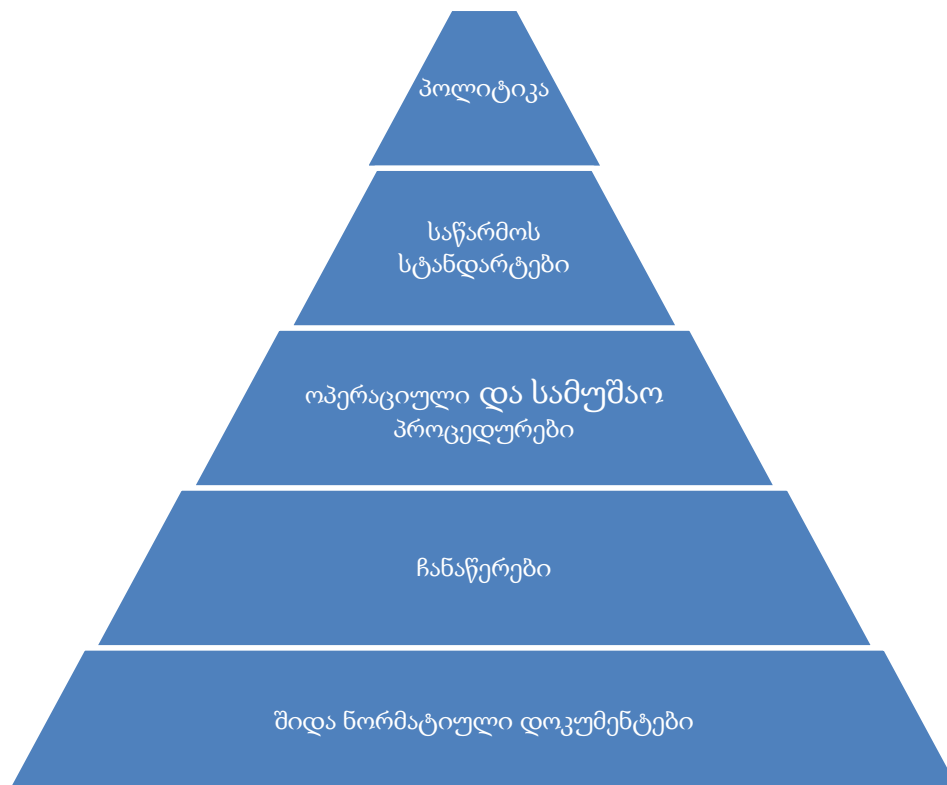 პოლიტიკა
საწარმოს
სტანდარტები
ოპერაციული და სამუშაო
პროცედურები
ჩანაწერები
შიდა ნორმატიული დოკუმენტები